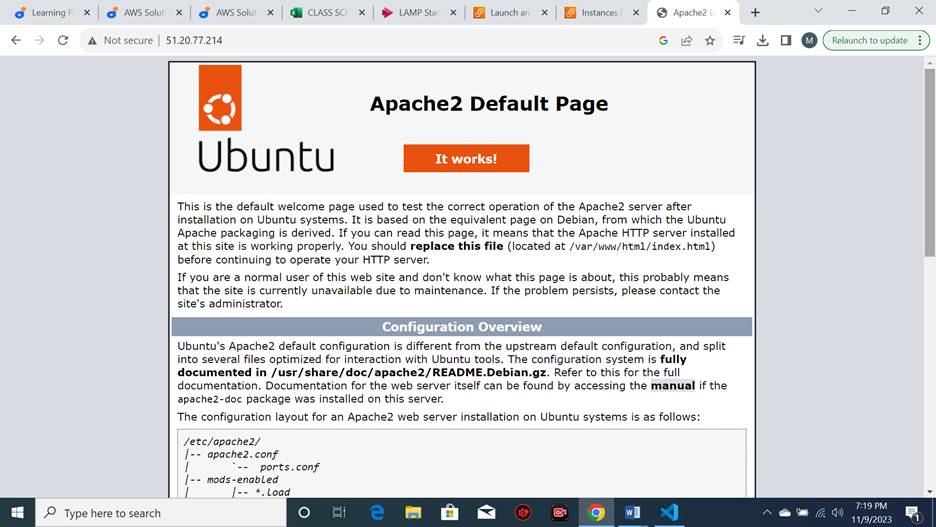 Learning P
AWS Soluti
AWS Soluti
CLASS SCH
LAMP Stac
Launch an
Instances |
Apache2 U
Not secure | 51.20.77.214
M
Relaunch to update
Apache2 Default Page
Ubuntu
It works!
This is the default welcome page used to test the correct operation of the Apache2 server after
installation on Ubuntu systems. It is based on the equivalent page on Debian, from which the Ubuntu
Apache packaging is derived. If you can read this page, it means that the Apache HTTP server installed
at this site is working properly. You should replace this file (located at /var/www/html/index.html)
before continuing to operate your HTTP server.
If you are a normal user of this web site and don't know what this page is about, this probably means
that the site is currently unavailable due to maintenance. If the problem persists, please contact the
site's administrator.
Configuration Overview
Ubuntu's Apache2 default configuration is different from the upstream default configuration, and split
into several files optimized for interaction with Ubuntu tools. The configuration system is fully
documented in /usr/share/doc/apache2/README.Debian.gz. Refer to this for the full
documentation. Documentation for the web server itself can be found by accessing the manual if the
apache2-doc package was installed on this server.
The configuration layout for an Apache2 web server installation on Ubuntu systems is as follows:
/etc/apache2/
|-- apache2.conf
|       `--  ports.conf
|-- mods-enabled
|       |-- *.load
Type here to search
7:19 PM
11/9/2023
1